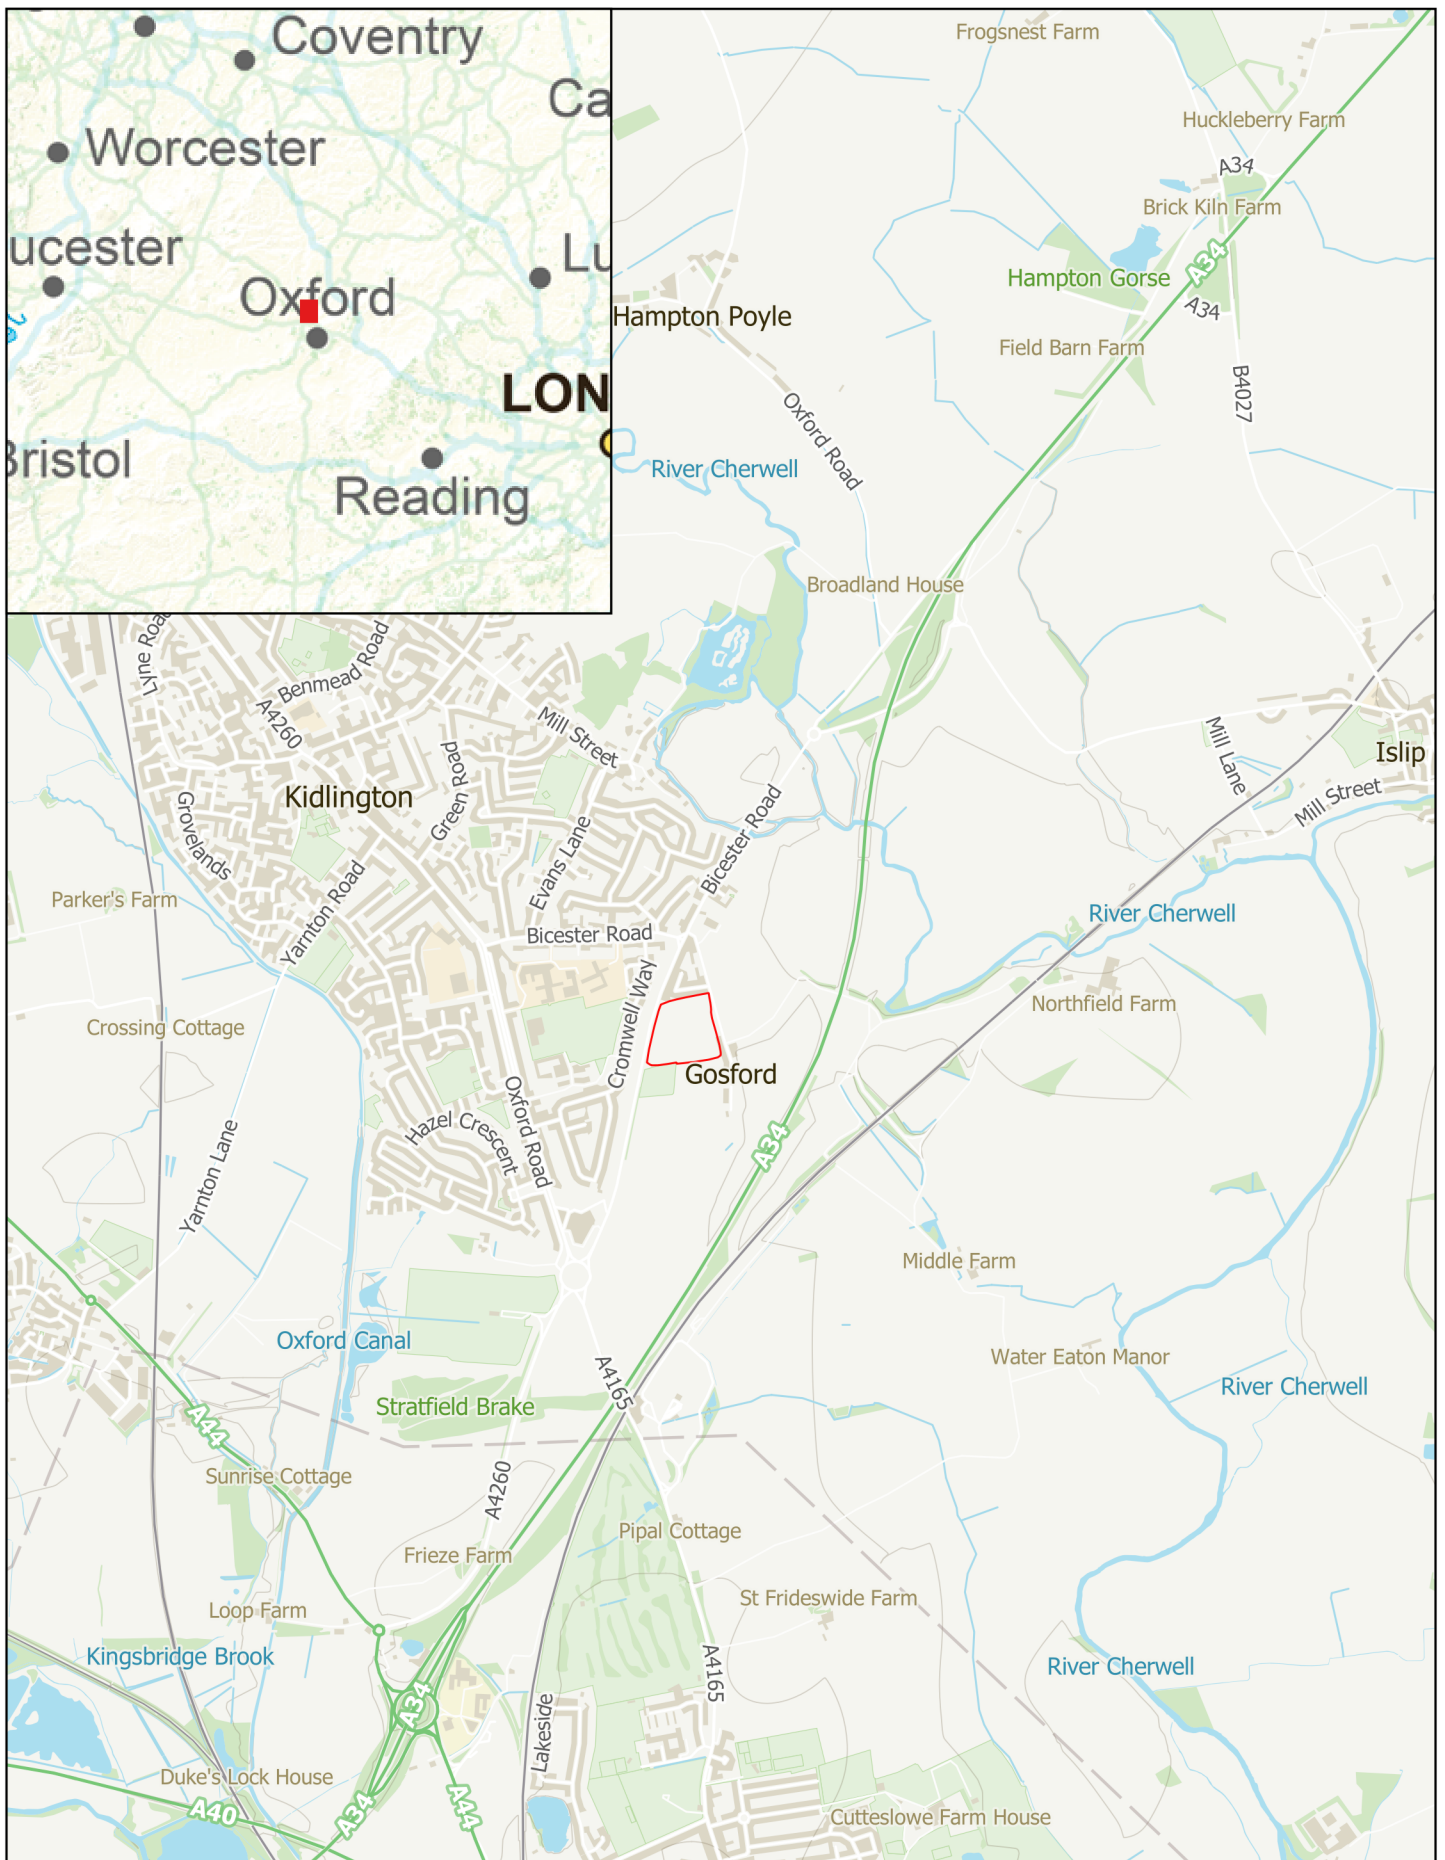 Coventry
Ca
Worcester
ucester
Oxford
Lu
LON
Bristol
Reading
Frogsnest Farm
Huckleberry Farm
A34
Brick Kiln Farm
A34
Hampton Gorse
A34
Hampton Poyle
Field Barn Farm
B4027
Oxford Road
River Cherwell
Broadland House
Lyne Road
Benmead Road
A4260
Mill Street
Mill Lane
Islip
Green Road
Kidlington
Mill Street
Grovelands
Bicester Road
Evans Lane
Yarnton Road
Parker's Farm
River Cherwell
Bicester Road
Cromwell Way
Northfield Farm
Crossing Cottage
Gosford
Oxford Road
Hazel Crescent
A34
Yarnton Lane
Middle Farm
Oxford Canal
Water Eaton Manor
A4165
River Cherwell
Stratfield Brake
A44
Sunrise Cottage
A4260
Pipal Cottage
Frieze Farm
St Frideswide Farm
Loop Farm
Kingsbridge Brook
A4165
River Cherwell
A34
Lakeside
Duke's Lock House
A40
A34
A44
Cutteslowe Farm House